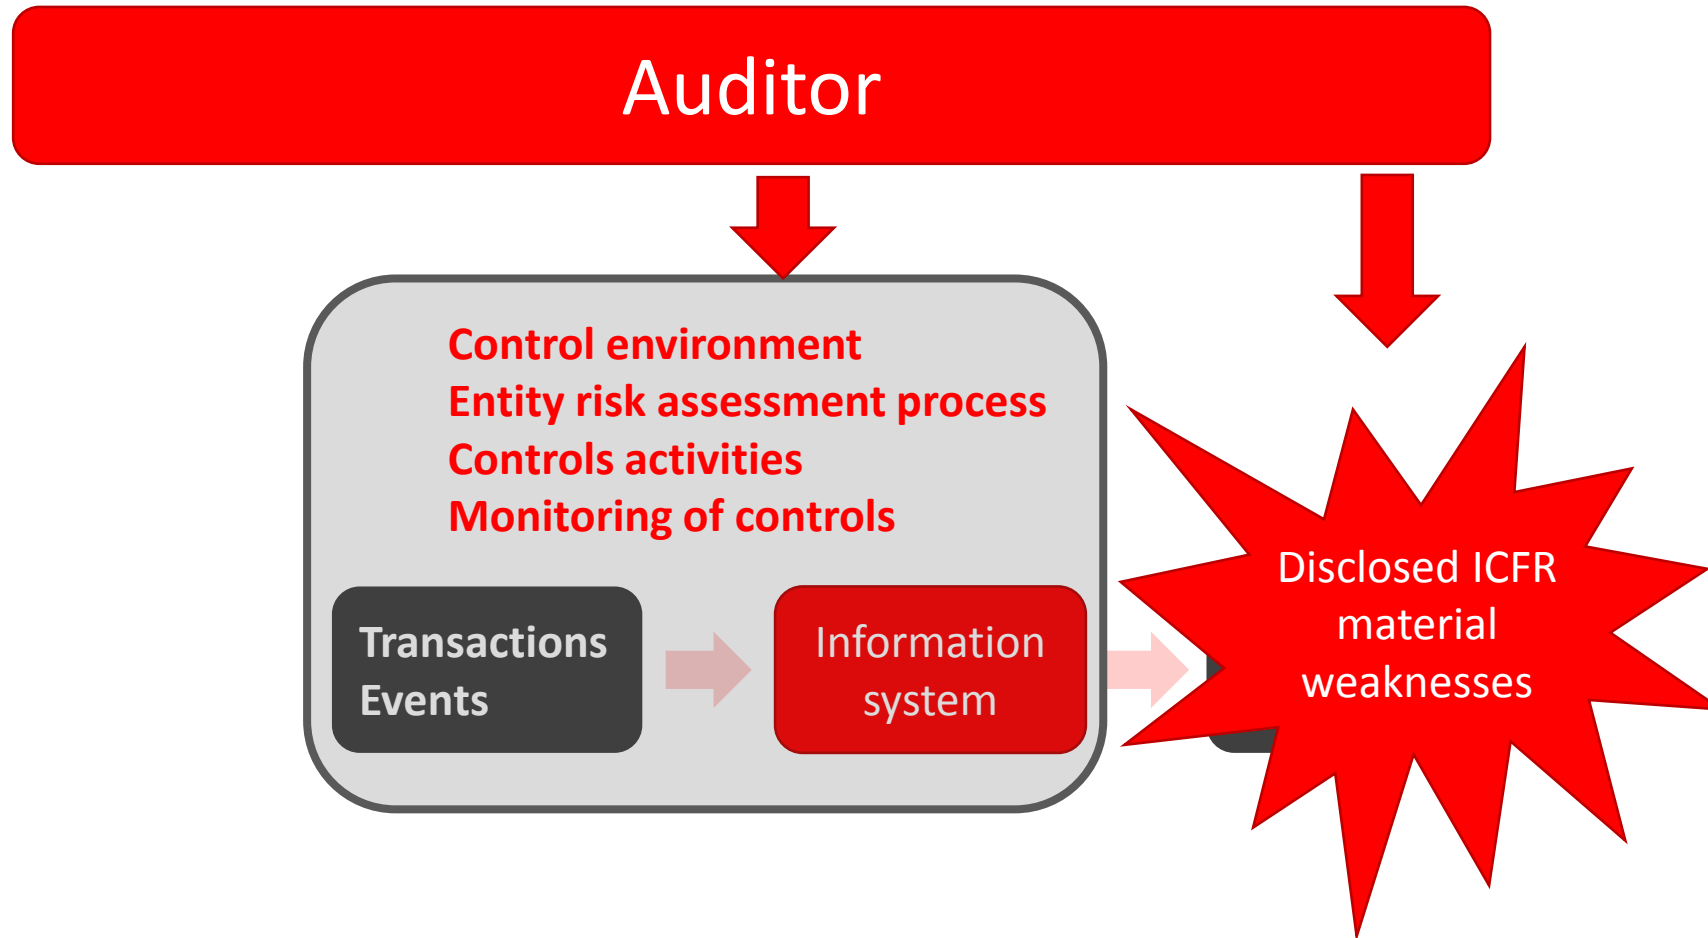 Auditor
Control environment
Entity risk assessment process
Controls activities
Monitoring of controls
Transactions
Events
Information
system
Disclosed ICFR
material
weaknesses